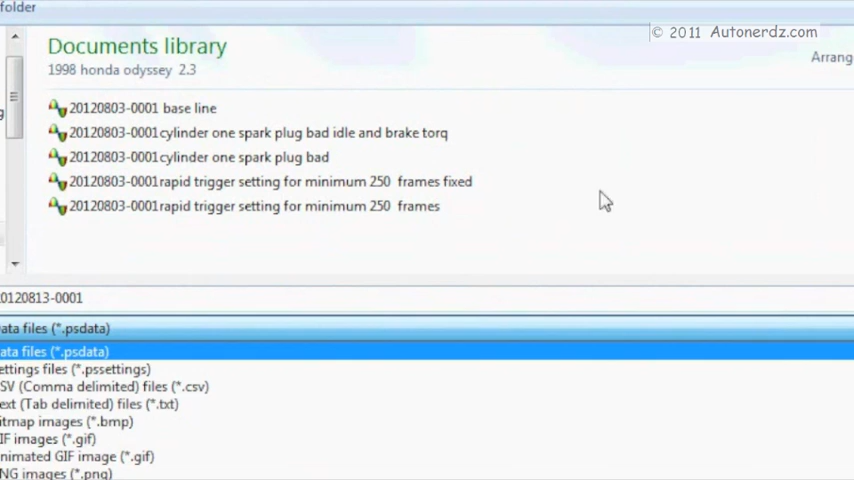 folder
© 2011 Autonerdz.com
Documents library
Arrang
1998 honda odyssey 2.3
20120803-0001 base line
20120803-0001cylinder one spark plug bad idle and brake torq
20120803-0001cylinder one spark plug bad
20120803-0001rapid trigger setting for minimum 250 frames fixed
20120803-0001rapid trigger setting for minimum 250 frames
20120813-0001
ata files (*.psdata)
ata files (*.psdata)
ettings files (*.pssettings)
SV (Comma delimited) files (*.csv)
ext (Tab delimited) files (*.txt)
itmap images (*.bmp)
IF images (*.gif)
nimated GIF image (*.gif)
NG images (*.png)